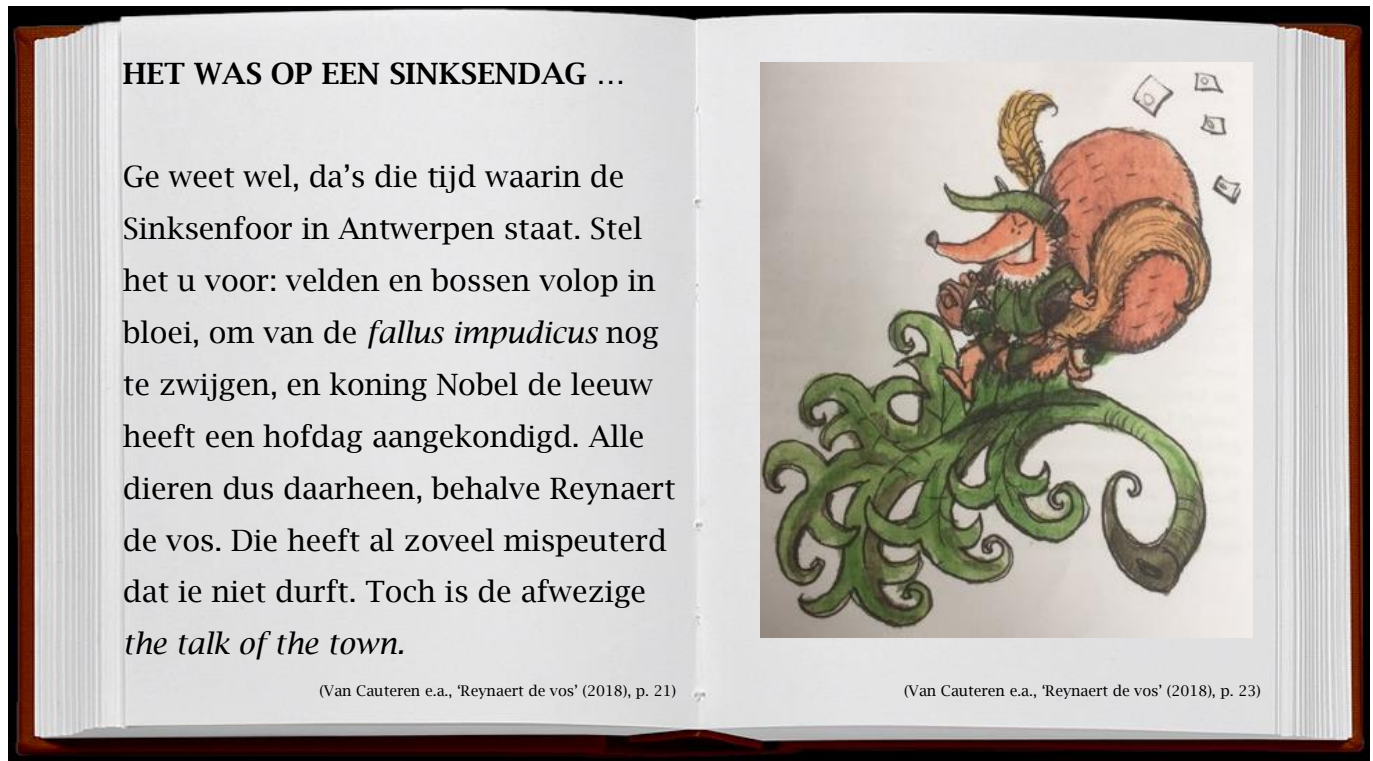 HET WAS OP EEN SINKSENDAG …
Ge weet wel, da’s die tijd waarin de
Sinksenfoor in Antwerpen staat. Stel
het u voor: velden en bossen volop in
bloei, om van de fallus impudicus nog
te zwijgen, en koning Nobel de leeuw
heeft een hofdag aangekondigd. Alle
dieren dus daarheen, behalve Reynaert
de vos. Die heeft al zoveel mispeuterd
dat ie niet durft. Toch is de afwezige
the talk of the town.
(Van Cauteren e.a., ‘Reynaert de vos’ (2018), p. 21)
(Van Cauteren e.a., ‘Reynaert de vos’ (2018), p. 23)